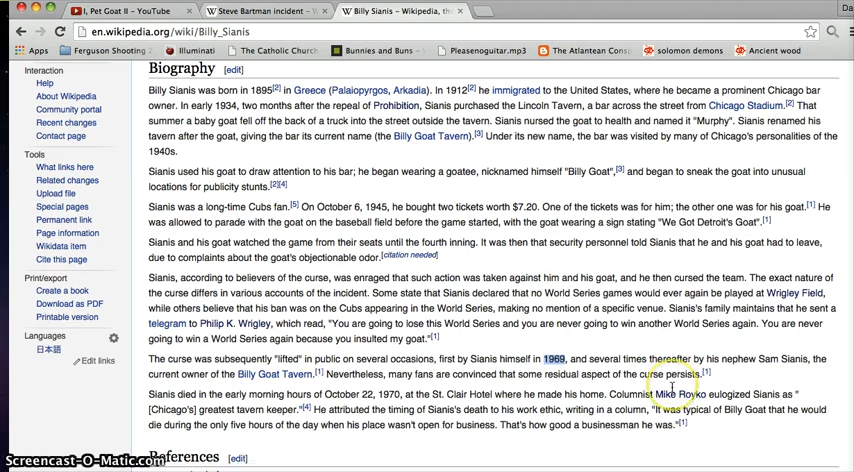 I, Pet Goat II - YouTube
Steve Bartman incident - W
Billy Sianis - Wikipedia, the
Da
en.wikipedia.org/wiki/Billy_Sianis
Apps Ferguson Shooting Illuminati The Catholic Church Bunnies and Buns - Pleasenoguitar.mp3 The Atlantean Cons solomon demons Ancient wood
Interaction
Help
About Wikipedia
Community portal
Recent changes
Contact page
Tools
What links here
Related changes
Upload file
Special pages
Permanent link
Page information
Wikidata item
Cite this page
Print/export
Create a book
Download as PDF
Printable version
Languages
日本語
Edit links
Biography [edit]
Billy Sianis was born in 1895[2] in Greece (Palaiopyrgos, Arkadia). In 1912[2] he immigrated to the United States, where he became a prominent Chicago bar
owner. In early 1934, two months after the repeal of Prohibition, Sianis purchased the Lincoln Tavern, a bar across the street from Chicago Stadium.[2] That
summer a baby goat fell off the back of a truck into the street outside the tavern. Sianis nursed the goat to health and named it "Murphy". Sianis renamed his
tavern after the goat, giving the bar its current name (the Billy Goat Tavern).[3] Under its new name, the bar was visited by many of Chicago's personalities of the
1940s.
Sianis used his goat to draw attention to his bar; he began wearing a goatee, nicknamed himself "Billy Goat",[3] and began to sneak the goat into unusual
locations for publicity stunts.[2][4]
Sianis was a long-time Cubs fan.[5] On October 6, 1945, he bought two tickets worth $7.20. One of the tickets was for him; the other one was for his goat.[1] He
was allowed to parade with the goat on the baseball field before the game started, with the goat wearing a sign stating "We Got Detroit's Goat".[1]
Sianis and his goat watched the game from their seats until the fourth inning. It was then that security personnel told Sianis that he and his goat had to leave,
due to complaints about the goat's objectionable odor.[citation needed]
Sianis, according to believers of the curse, was enraged that such action was taken against him and his goat, and he then cursed the team. The exact nature of
the curse differs in various accounts of the incident. Some state that Sianis declared that no World Series games would ever again be played at Wrigley Field,
while others believe that his ban was on the Cubs appearing in the World Series, making no mention of a specific venue. Sianis's family maintains that he sent a
telegram to Philip K. Wrigley, which read, "You are going to lose this World Series and you are never going to win another World Series again. You are never
going to win a World Series again because you insulted my goat."[1]
The curse was subsequently "lifted" in public on several occasions, first by Sianis himself in 1969, and several times thereafter by his nephew Sam Sianis, the
current owner of the Billy Goat Tavern.[1] Nevertheless, many fans are convinced that some residual aspect of the curse persists.[1]
Sianis died in the early morning hours of October 22, 1970, at the St. Clair Hotel where he made his home. Columnist Mike Royko eulogized Sianis as "
[Chicago's] greatest tavern keeper."[4] He attributed the timing of Sianis's death to his work ethic, writing in a column, "It was typical of Billy Goat that he would
die during the only five hours of the day when his place wasn't open for business. That's how good a businessman he was."[1]
References [edit]
Screencast-O-Matic.com